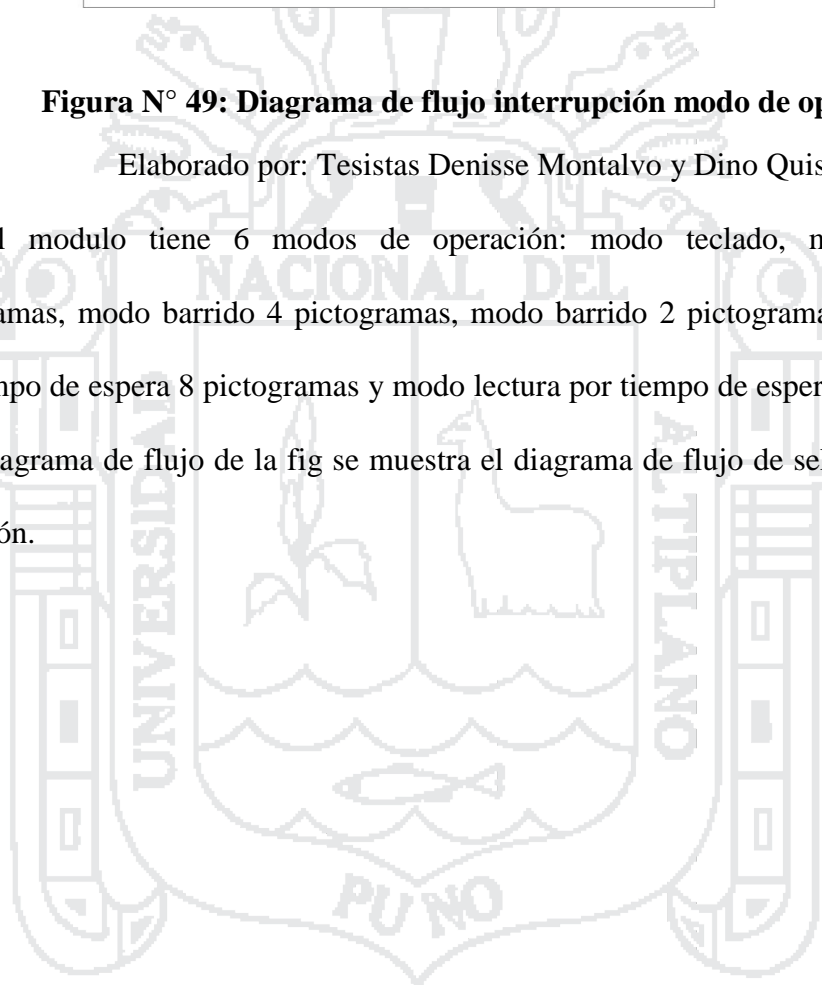 Figura N° 49: Diagrama de flujo interrupción modo de op
Elaborado por: Tesistas Denisse Montalvo y Dino Quis
l modulo tiene 6 modos de operación: modo teclado, m
amas, modo barrido 4 pictogramas, modo barrido 2 pictograma
mpo de espera 8 pictogramas y modo lectura por tiempo de esper
agrama de flujo de la fig se muestra el diagrama de flujo de sel
ón.
NACIONAL DEL
UNIVERSIDAD
ALTIPLANO
PUNO